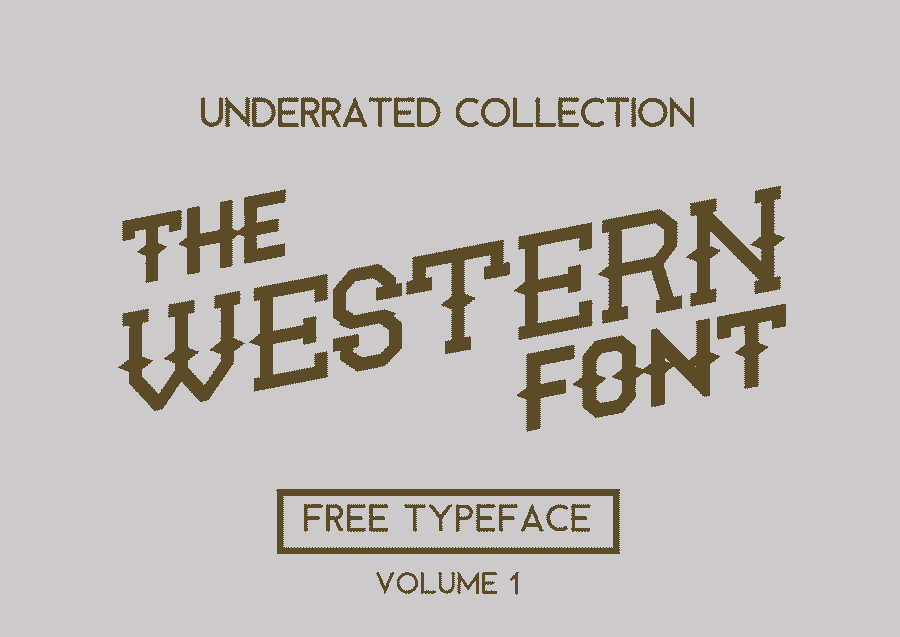 UNDERRATED COLLECTION
THE
WESTERN
FONT
FREE TYPEFACE
VOLUME 1